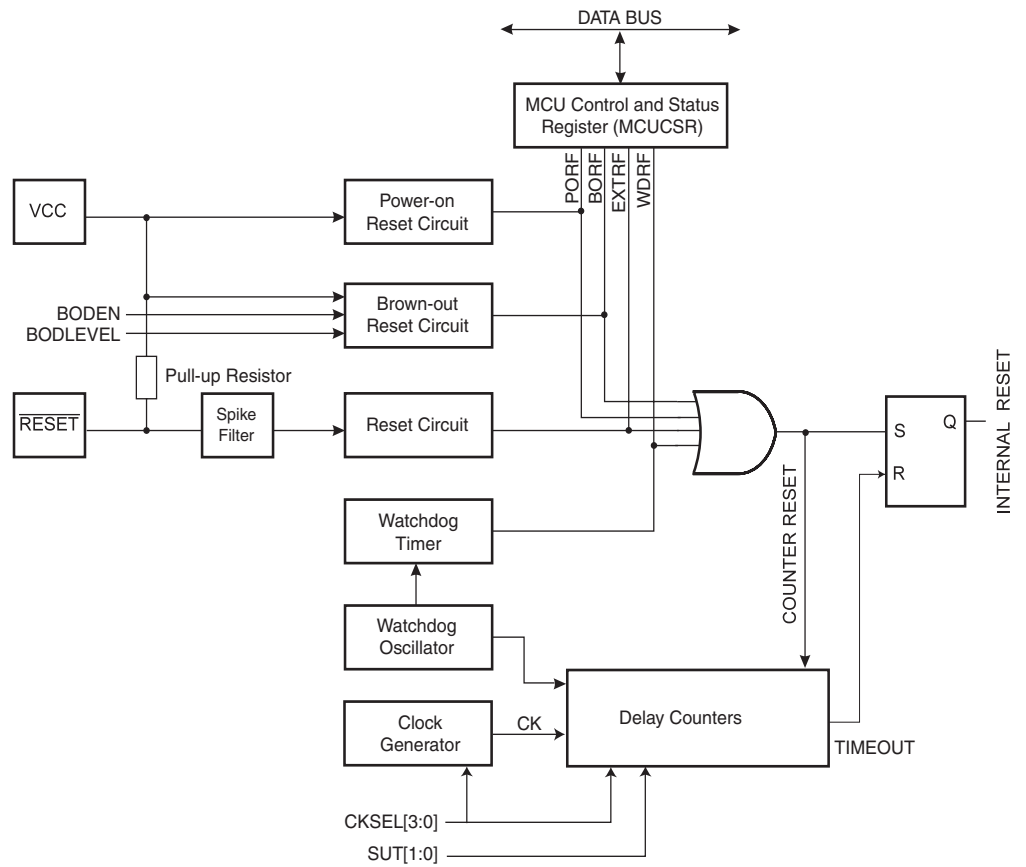 DATA BUS
MCU Control and Status
Register (MCUCSR)
PORF
BORF
EXTRF
WDRF
VCC
Power-on
Reset Circuit
BODEN
BODLEVEL
Brown-out
Reset Circuit
Pull-up Resistor
RESET
Spike
Filter
Reset Circuit
S
Q
R
INTERNAL RESET
Watchdog
Timer
COUNTER RESET
Watchdog
Oscillator
Clock
Generator
CK
Delay Counters
TIMEOUT
CKSEL[3:0]
SUT[1:0]